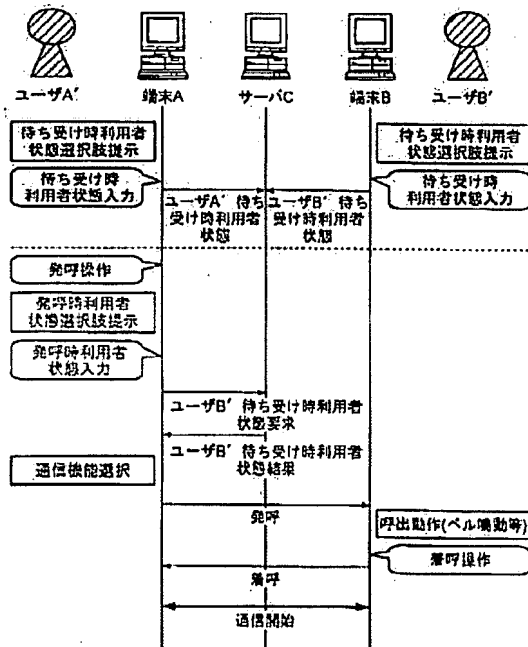 ユーザA′
端末A
サーバC
端末B
ユーザB′
待ち受け時利用者
状態選択肢提示
待ち受け時利用者
状態選択肢提示
待ち受け時
利用者状態入力
待ち受け時
利用者状態入力
ユーザA′ 待ち
受け時利用者
状態
ユーザB′ 待ち
受け時利用者
状態
発呼操作
発呼時利用者
状態選択肢提示
発呼時利用者
状態入力
ユーザB′ 待ち受け時利用者
状態要求
ユーザB′ 待ち受け時利用者
状態結果
通信機能選択
発呼
呼出動作(ベル鳴動等)
着呼操作
着呼
通信開始